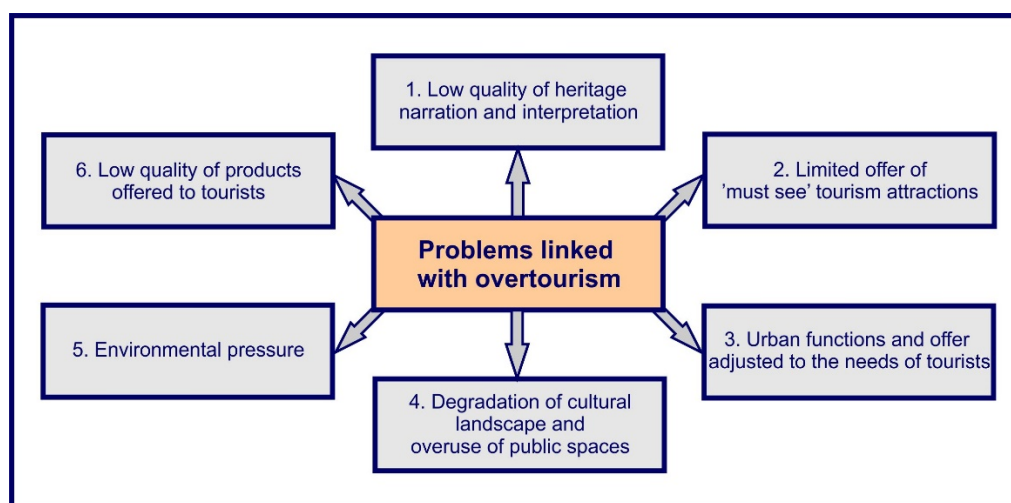 1. Low quality of heritage
narration and interpretation
6. Low quality of products
offered to tourists
2. Limited offer of
’must see’ tourism attractions
Problems linked
with overtourism
5. Environmental pressure
3. Urban functions and offer
adjusted to the needs of tourists
4. Degradation of cultural
landscape and
overuse of public spaces